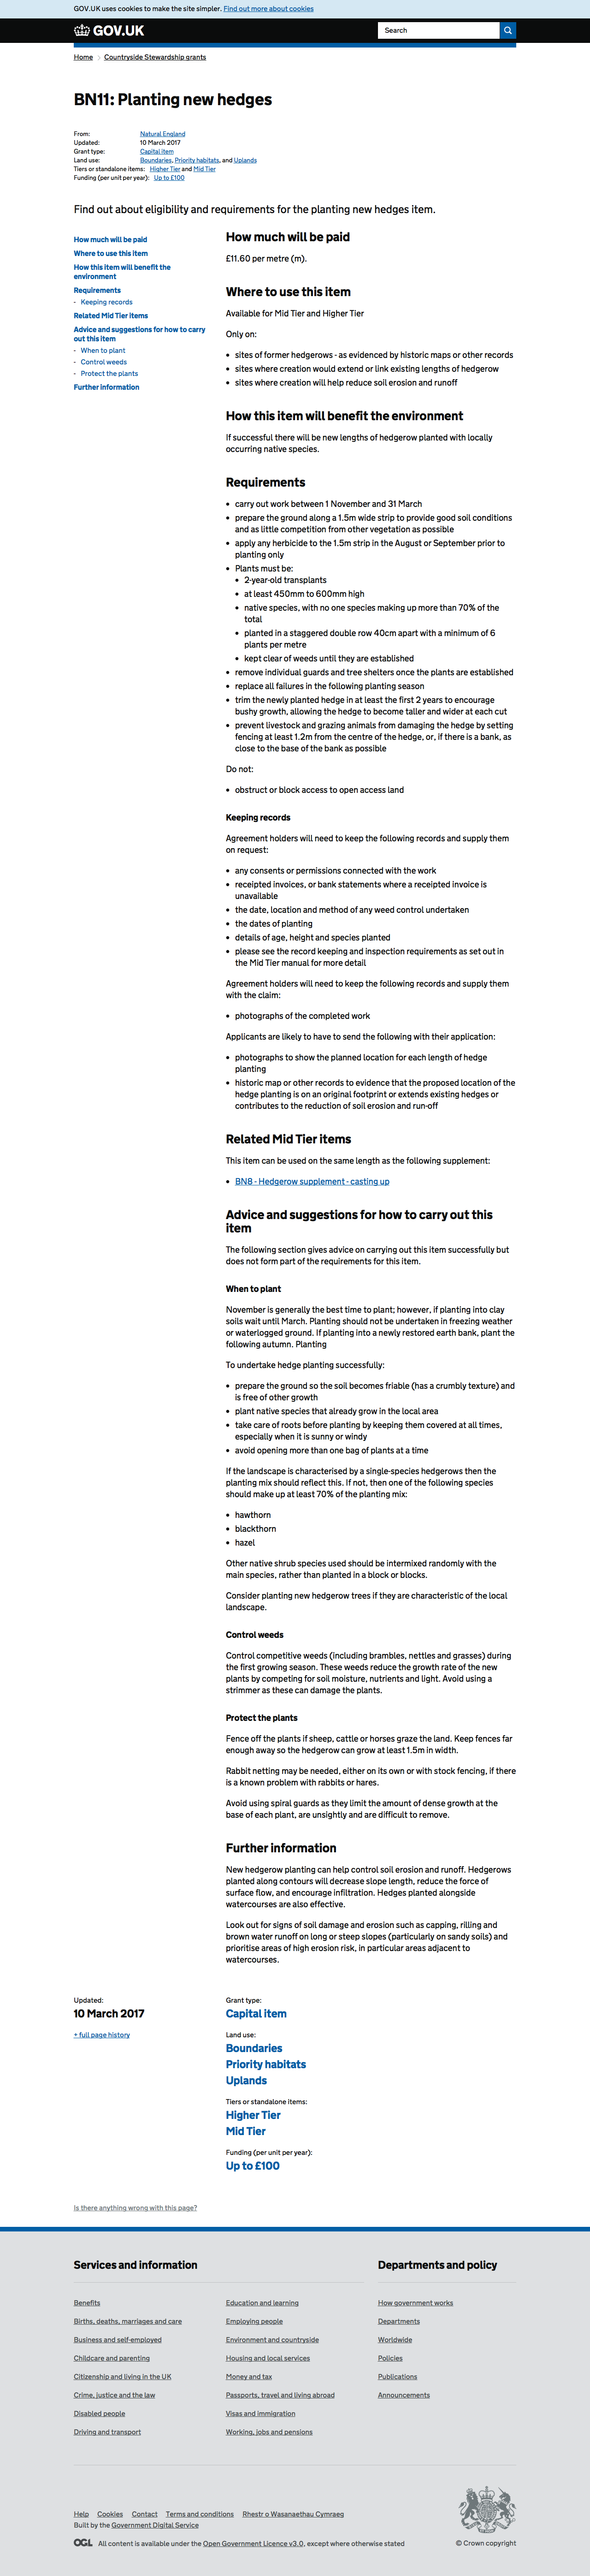 GOV.UK uses cookies to make the site simpler. Find out more about cookies
GOV.UK
Search
Home
Countryside Stewardship grants
BN11: Planting new hedges
From: Natural England
Updated: 10 March 2017
Grant type: Capital item
Land use: Boundaries, Priority habitats, and Uplands
Tiers or standalone items: Higher Tier and Mid Tier
Funding (per unit per year): Up to £100
Find out about eligibility and requirements for the planting new hedges item.
How much will be paid
Where to use this item
How this item will benefit the
environment
Requirements
- Keeping records
Related Mid Tier items
Advice and suggestions for how to carry
out this item
- When to plant
- Control weeds
- Protect the plants
Further information
How much will be paid
£11.60 per metre (m).
Where to use this item
Available for Mid Tier and Higher Tier
Only on:
• sites of former hedgerows - as evidenced by historic maps or other records
• sites where creation would extend or link existing lengths of hedgerow
• sites where creation will help reduce soil erosion and runoff
How this item will benefit the environment
If successful there will be new lengths of hedgerow planted with locally
occurring native species.
Requirements
• carry out work between 1 November and 31 March
• prepare the ground along a 1.5m wide strip to provide good soil conditions
and as little competition from other vegetation as possible
• apply any herbicide to the 1.5m strip in the August or September prior to
planting only
• Plants must be:
• 2-year-old transplants
• at least 450mm to 600mm high
• native species, with no one species making up more than 70% of the
total
• planted in a staggered double row 40cm apart with a minimum of 6
plants per metre
• kept clear of weeds until they are established
• remove individual guards and tree shelters once the plants are established
• replace all failures in the following planting season
• trim the newly planted hedge in at least the first 2 years to encourage
bushy growth, allowing the hedge to become taller and wider at each cut
• prevent livestock and grazing animals from damaging the hedge by setting
fencing at least 1.2m from the centre of the hedge, or, if there is a bank, as
close to the base of the bank as possible
Do not:
• obstruct or block access to open access land
Keeping records
Agreement holders will need to keep the following records and supply them
on request:
• any consents or permissions connected with the work
• receipted invoices, or bank statements where a receipted invoice is
unavailable
• the date, location and method of any weed control undertaken
• the dates of planting
• details of age, height and species planted
• please see the record keeping and inspection requirements as set out in
the Mid Tier manual for more detail
Agreement holders will need to keep the following records and supply them
with the claim:
• photographs of the completed work
Applicants are likely to have to send the following with their application:
• photographs to show the planned location for each length of hedge
planting
• historic map or other records to evidence that the proposed location of the
hedge planting is on an original footprint or extends existing hedges or
contributes to the reduction of soil erosion and run-off
Related Mid Tier items
This item can be used on the same length as the following supplement:
• BN8 - Hedgerow supplement - casting up
Advice and suggestions for how to carry out this
item
The following section gives advice on carrying out this item successfully but
does not form part of the requirements for this item.
When to plant
November is generally the best time to plant; however, if planting into clay
soils wait until March. Planting should not be undertaken in freezing weather
or waterlogged ground. If planting into a newly restored earth bank, plant the
following autumn. Planting
To undertake hedge planting successfully:
• prepare the ground so the soil becomes friable (has a crumbly texture) and
is free of other growth
• plant native species that already grow in the local area
• take care of roots before planting by keeping them covered at all times,
especially when it is sunny or windy
• avoid opening more than one bag of plants at a time
If the landscape is characterised by a single-species hedgerows then the
planting mix should reflect this. If not, then one of the following species
should make up at least 70% of the planting mix:
• hawthorn
• blackthorn
• hazel
Other native shrub species used should be intermixed randomly with the
main species, rather than planted in a block or blocks.
Consider planting new hedgerow trees if they are characteristic of the local
landscape.
Control weeds
Control competitive weeds (including brambles, nettles and grasses) during
the first growing season. These weeds reduce the growth rate of the new
plants by competing for soil moisture, nutrients and light. Avoid using a
strimmer as these can damage the plants.
Protect the plants
Fence off the plants if sheep, cattle or horses graze the land. Keep fences far
enough away so the hedgerow can grow at least 1.5m in width.
Rabbit netting may be needed, either on its own or with stock fencing, if there
is a known problem with rabbits or hares.
Avoid using spiral guards as they limit the amount of dense growth at the
base of each plant, are unsightly and are difficult to remove.
Further information
New hedgerow planting can help control soil erosion and runoff. Hedgerows
planted along contours will decrease slope length, reduce the force of
surface flow, and encourage infiltration. Hedges planted alongside
watercourses are also effective.
Look out for signs of soil damage and erosion such as capping, rilling and
brown water runoff on long or steep slopes (particularly on sandy soils) and
prioritise areas of high erosion risk, in particular areas adjacent to
watercourses.
Updated:
10 March 2017
+ full page history
Grant type:
Capital item
Land use:
Boundaries
Priority habitats
Uplands
Tiers or standalone items:
Higher Tier
Mid Tier
Funding (per unit per year):
Up to £100
Is there anything wrong with this page?
Services and information
Benefits
Births, deaths, marriages and care
Business and self-employed
Childcare and parenting
Citizenship and living in the UK
Crime, justice and the law
Disabled people
Driving and transport
Education and learning
Employing people
Environment and countryside
Housing and local services
Money and tax
Passports, travel and living abroad
Visas and immigration
Working, jobs and pensions
Departments and policy
How government works
Departments
Worldwide
Policies
Publications
Announcements
Help Cookies Contact Terms and conditions Rhestr o Wasanaethau Cymraeg
Built by the Government Digital Service
OGL All content is available under the Open Government Licence v3.0, except where otherwise stated
© Crown copyright